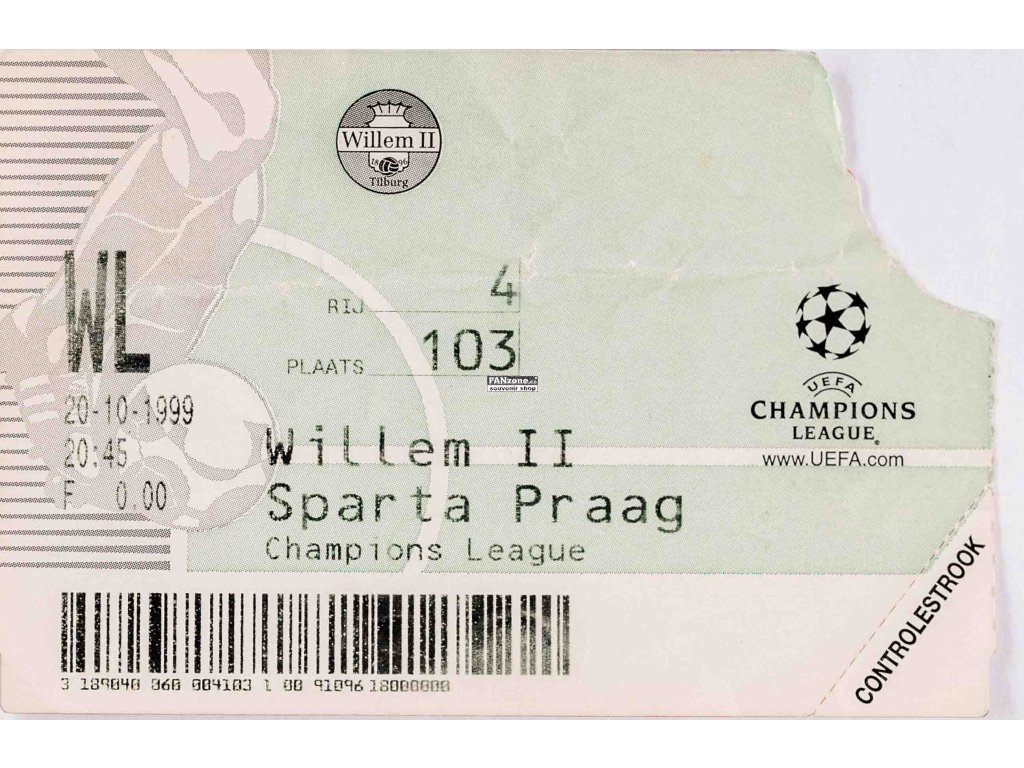 Willem II
1896
Tilburg
RIJ 4
PLAATS 103
WL
20-10-1999
20:45
F 0.00
FANzone.cz
souvenir shop
Willem II
Sparta Praag
Champions League
UEFA
CHAMPIONS
LEAGUE
www.UEFA.com
CONTROLESTROOK
3 189040 060 004103 1 00 91096 18000000